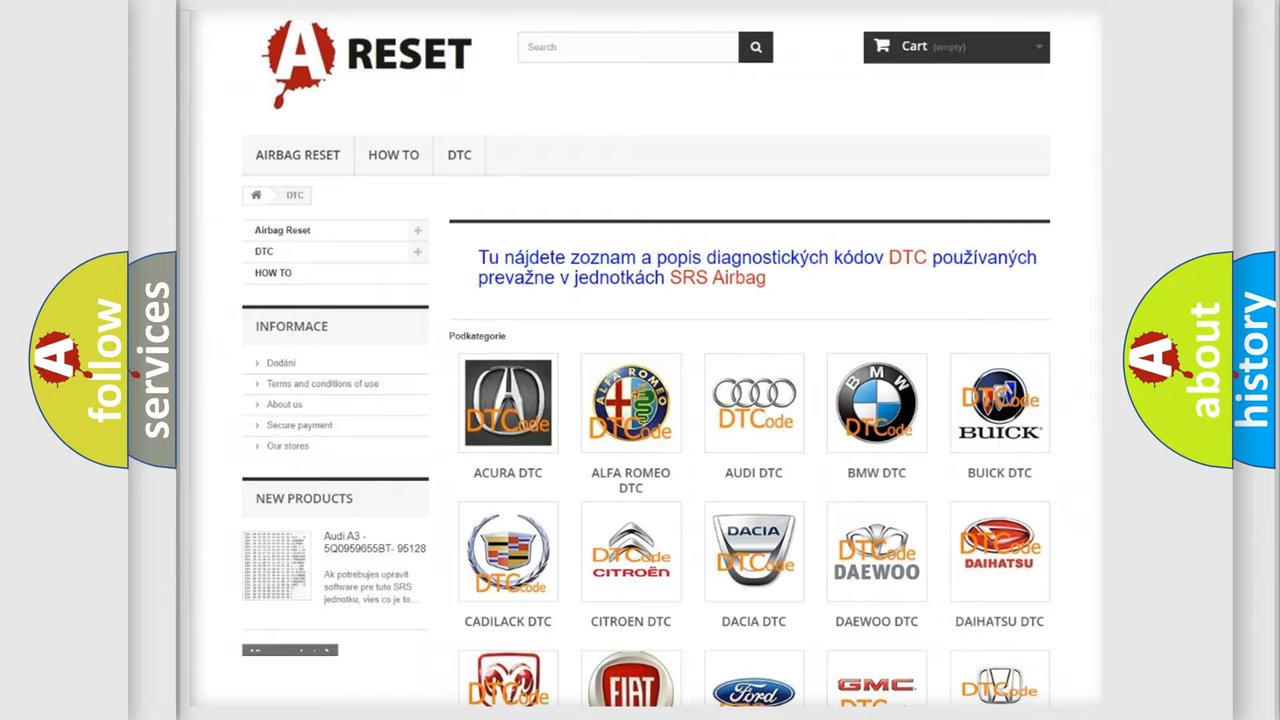 A RESET
Search
Cart (empty)
AIRBAG RESET
HOW TO
DTC
DTC
Airbag Reset
DTC
HOW TO
Tu nájdete zoznam a popis diagnostických kódov DTC používaných
prevažne v jednotkách SRS Airbag
INFORMACE
Dodání
Terms and conditions of use
About us
Secure payment
Our stores
NEW PRODUCTS
Audi A3 -
5Q0959655BT- 95128
Ak potrebujes upravit
software pre tuto SRS
jednotku, vies co je to...
Podkategorie
DTCode
ALFA ROMEO
DTCode
DTCode
BMW
DTCode
DTCode
BUICK
ACURA DTC
ALFA ROMEO
DTC
AUDI DTC
BMW DTC
BUICK DTC
DTCode
DTCode
CITROËN
DACIA
DTCode
DTCode
DAEWOO
DTCode
DAIHATSU
CADILACK DTC
CITROEN DTC
DACIA DTC
DAEWOO DTC
DAIHATSU DTC
DTCode
FIAT
Ford
GMC
DTCode
A follow
services
A about
history